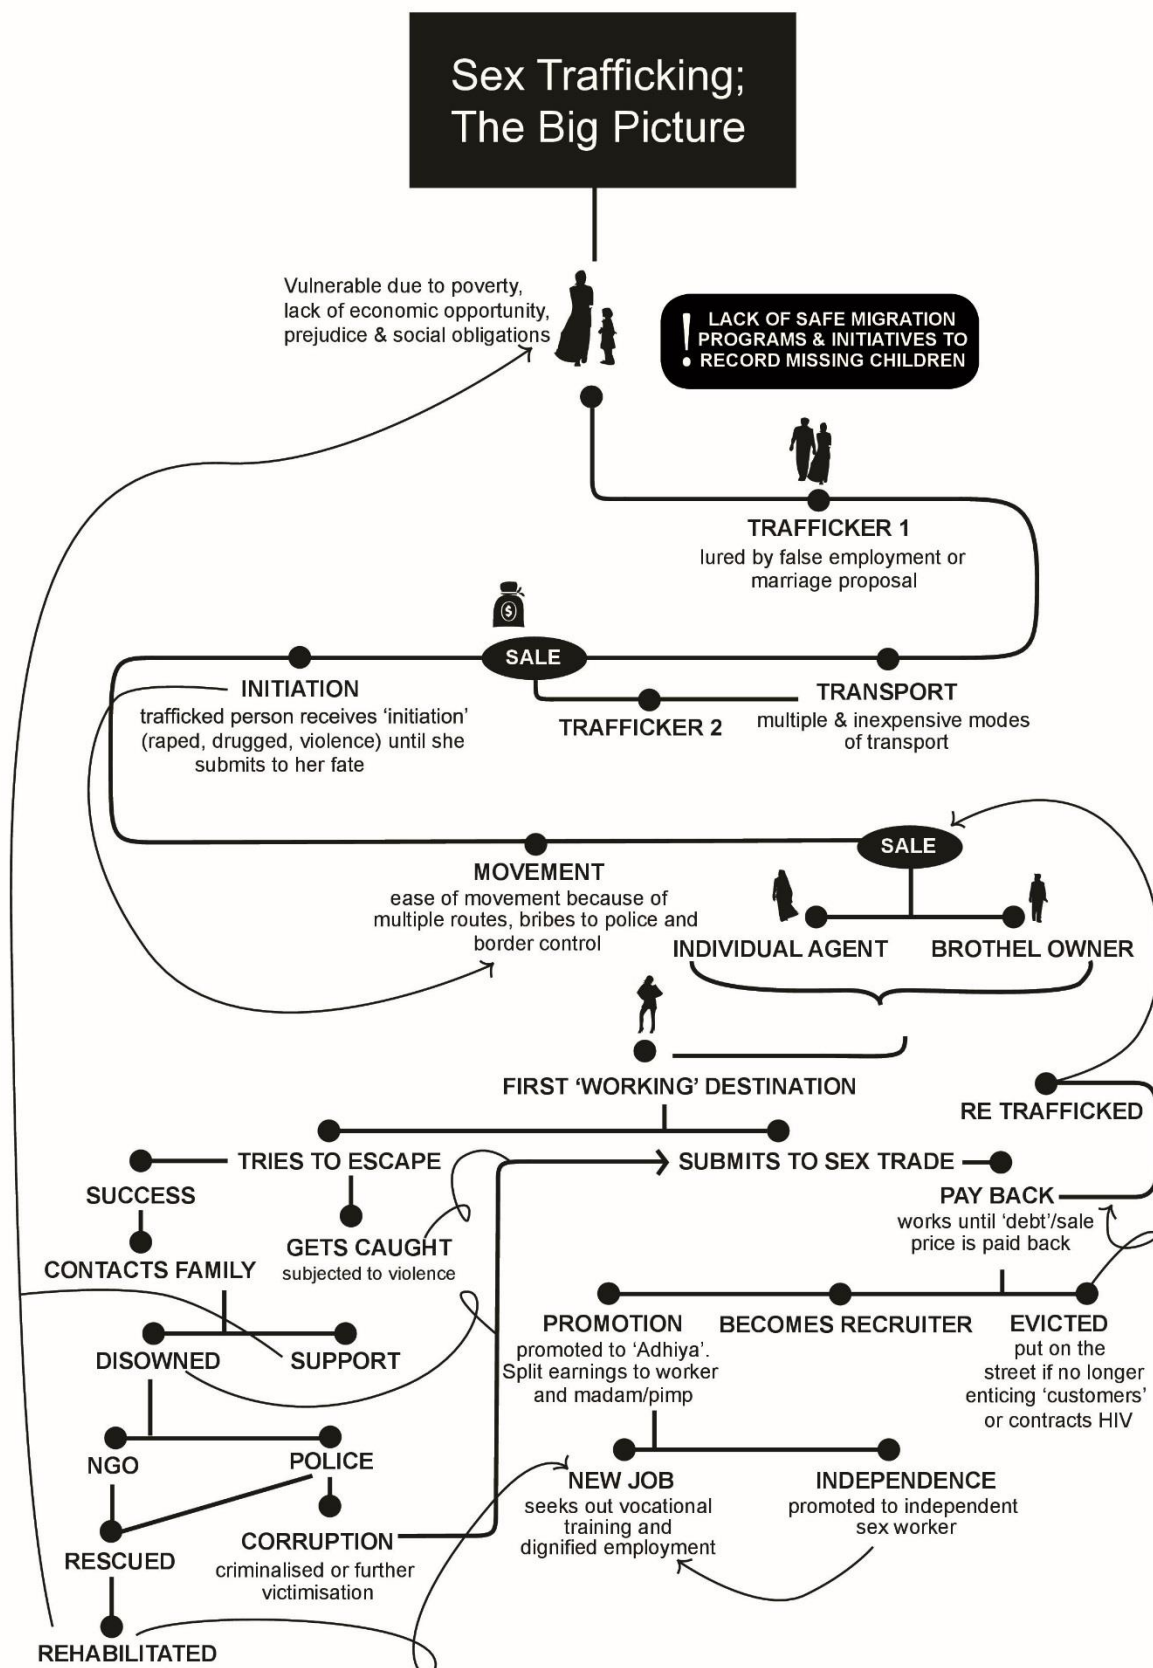 Sex Trafficking;
The Big Picture
Vulnerable due to poverty,
lack of economic opportunity,
prejudice & social obligations
! LACK OF SAFE MIGRATION
PROGRAMS & INITIATIVES TO
RECORD MISSING CHILDREN
TRAFFICKER 1
lured by false employment or
marriage proposal
$
SALE
INITIATION
trafficked person receives ‘initiation’
(raped, drugged, violence) until she
submits to her fate
TRAFFICKER 2
TRANSPORT
multiple & inexpensive modes
of transport
SALE
MOVEMENT
ease of movement because of
multiple routes, bribes to police and
border control
INDIVIDUAL AGENT
BROTHEL OWNER
FIRST ‘WORKING’ DESTINATION
RE TRAFFICKED
TRIES TO ESCAPE
SUBMITS TO SEX TRADE
SUCCESS
PAY BACK
works until ‘debt’/sale
price is paid back
GETS CAUGHT
subjected to violence
CONTACTS FAMILY
PROMOTION
promoted to ‘Adhiya’.
Split earnings to worker
and madam/pimp
BECOMES RECRUITER
EVICTED
put on the
street if no longer
enticing ‘customers’
or contracts HIV
DISOWNED
SUPPORT
NGO
POLICE
NEW JOB
seeks out vocational
training and
dignified employment
INDEPENDENCE
promoted to independent
sex worker
RESCUED
CORRUPTION
criminalised or further
victimisation
REHABILITATED